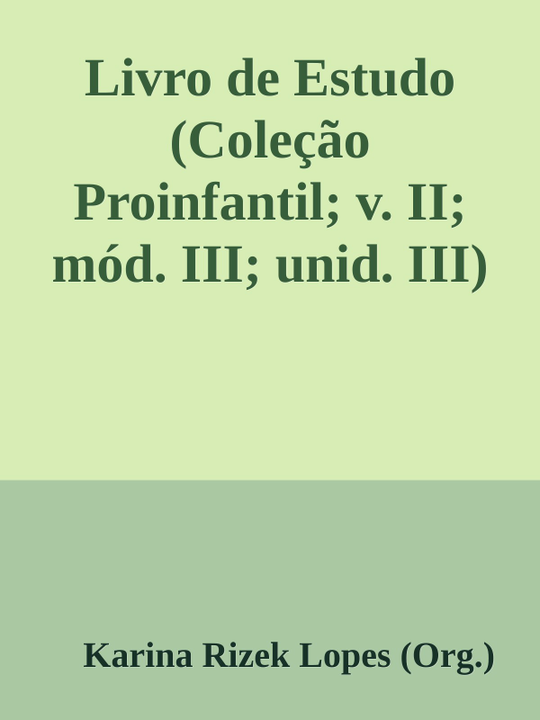 Livro de Estudo
(Coleção
Proinfantil; v. II;
mód. III; unid. III)
Karina Rizek Lopes (Org.)